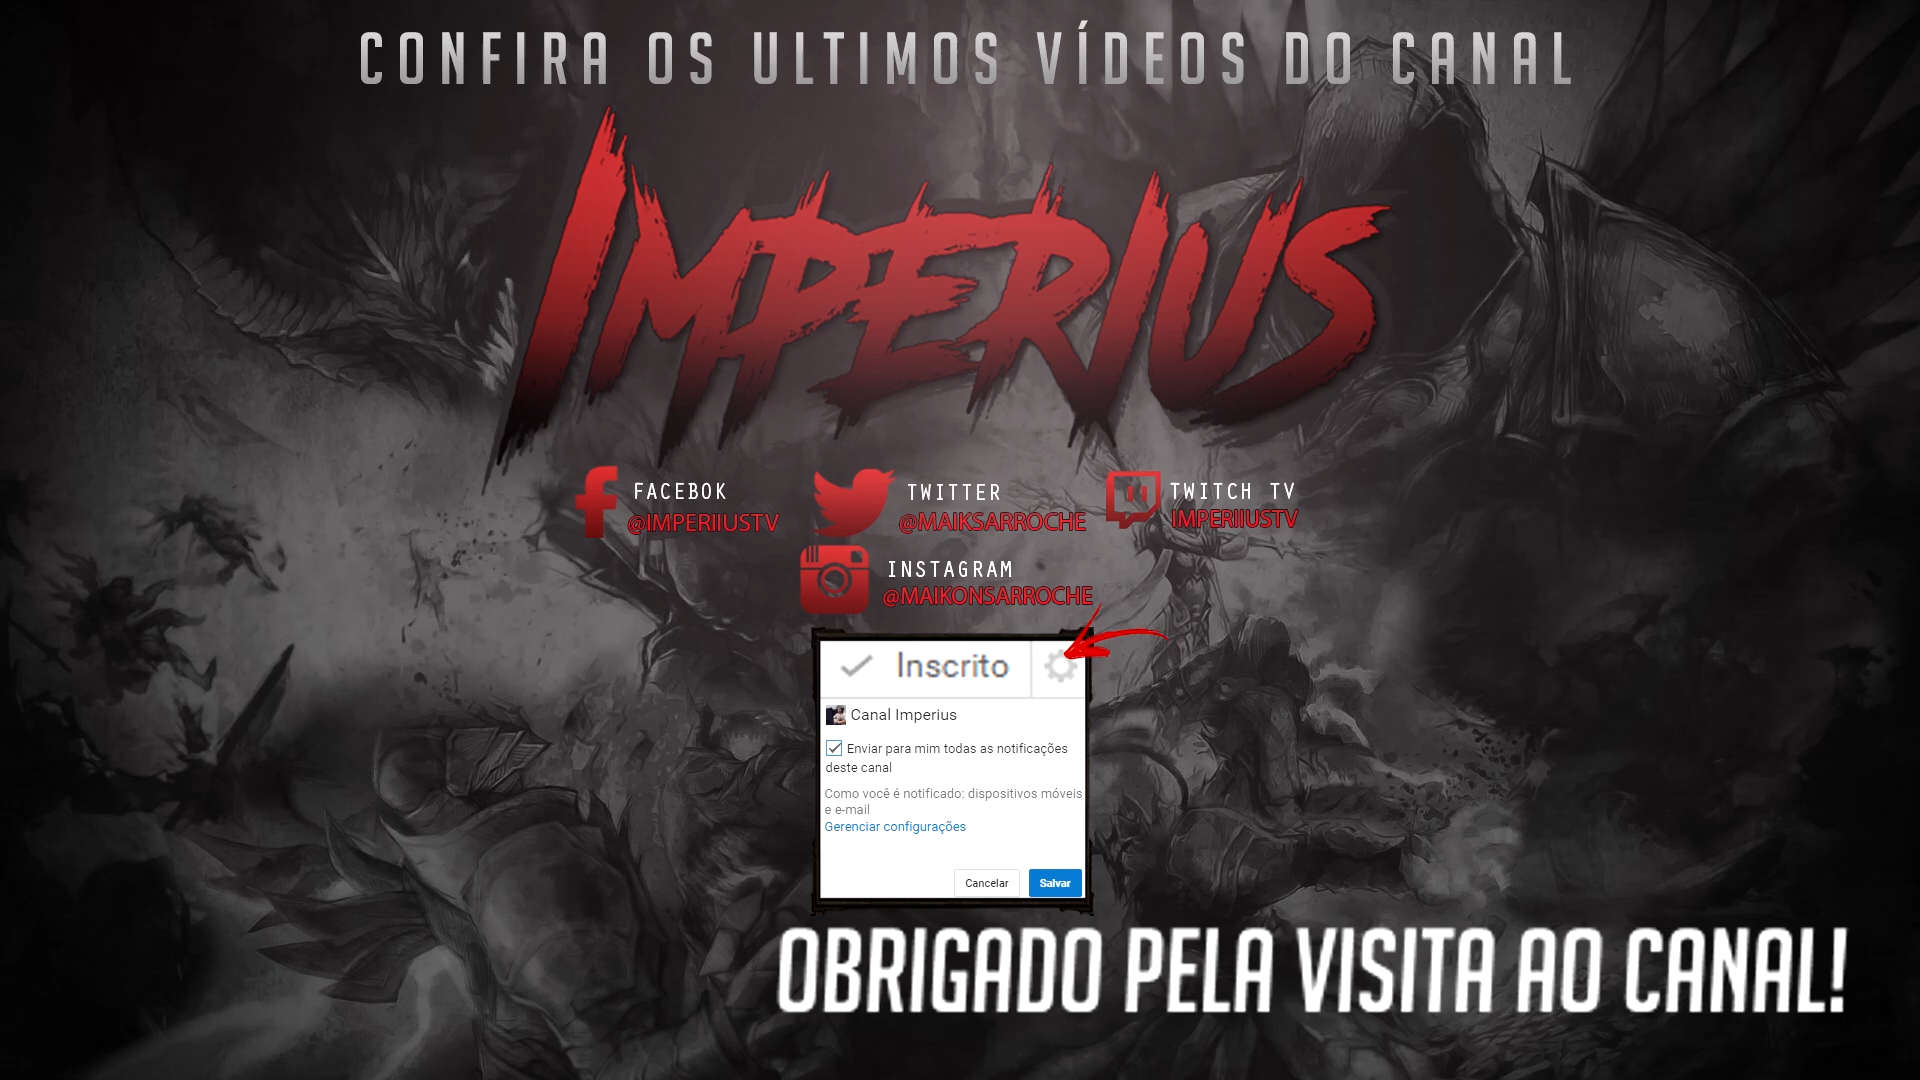 CONFIRA OS ULTIMOS VÍDEOS DO CANAL
IMPERIUS
FACEBOK
@IMPERIIUSTV
TWITTER
@MAIKSARROCHE
TWITCH TV
IMPERIIUSTV
INSTAGRAM
@MAIKONSARROCHE
Inscrito
Canal Imperius
Enviar para mim todas as notificações
deste canal
Como você é notificado: dispositivos móveis
e e-mail
Gerenciar configurações
Cancelar Salvar
OBRIGADO PELA VISITA AO CANAL!